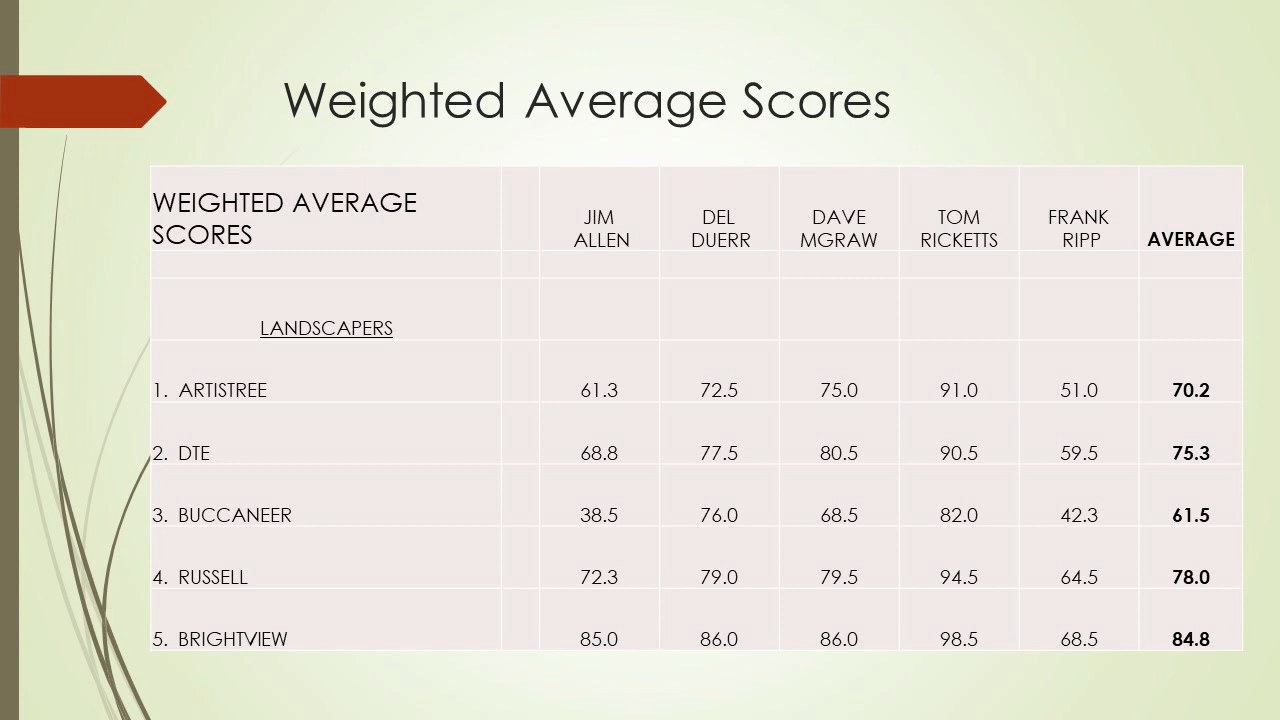 Weighted Average Scores
WEIGHTED AVERAGE SCORES JIM ALLEN DEL DUERR DAVE MGRAW TOM RICKETTS FRANK RIPP AVERAGE
LANDSCAPERS
1. ARTISTREE 61.3 72.5 75.0 91.0 51.0 70.2
2. DTE 68.8 77.5 80.5 90.5 59.5 75.3
3. BUCCANEER 38.5 76.0 68.5 82.0 42.3 61.5
4. RUSSELL 72.3 79.0 79.5 94.5 64.5 78.0
5. BRIGHTVIEW 85.0 86.0 86.0 98.5 68.5 84.8